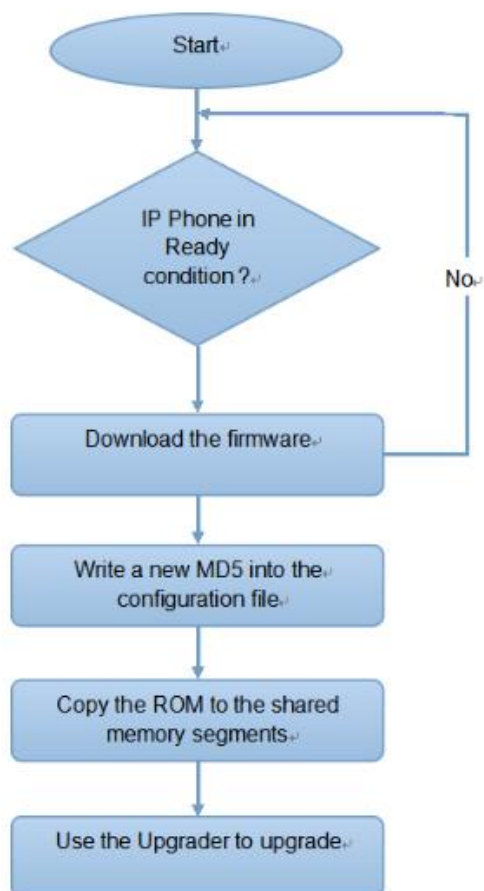 Start
IP Phone in
Ready
condition ?
No
Download the firmware
Write a new MD5 into the
configuration file
Copy the ROM to the shared
memory segments
Use the Upgrader to upgrade